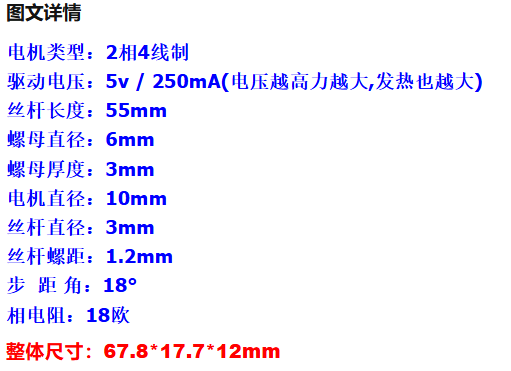 图文详情
电机类型：2相4线制
驱动电压：5v / 250mA(电压越高力越大,发热也越大)
丝杆长度：55mm
螺母直径：6mm
螺母厚度：3mm
电机直径：10mm
丝杆直径：3mm
丝杆螺距：1.2mm
步 距 角：18°
相电阻：18欧
整体尺寸：67.8*17.7*12mm